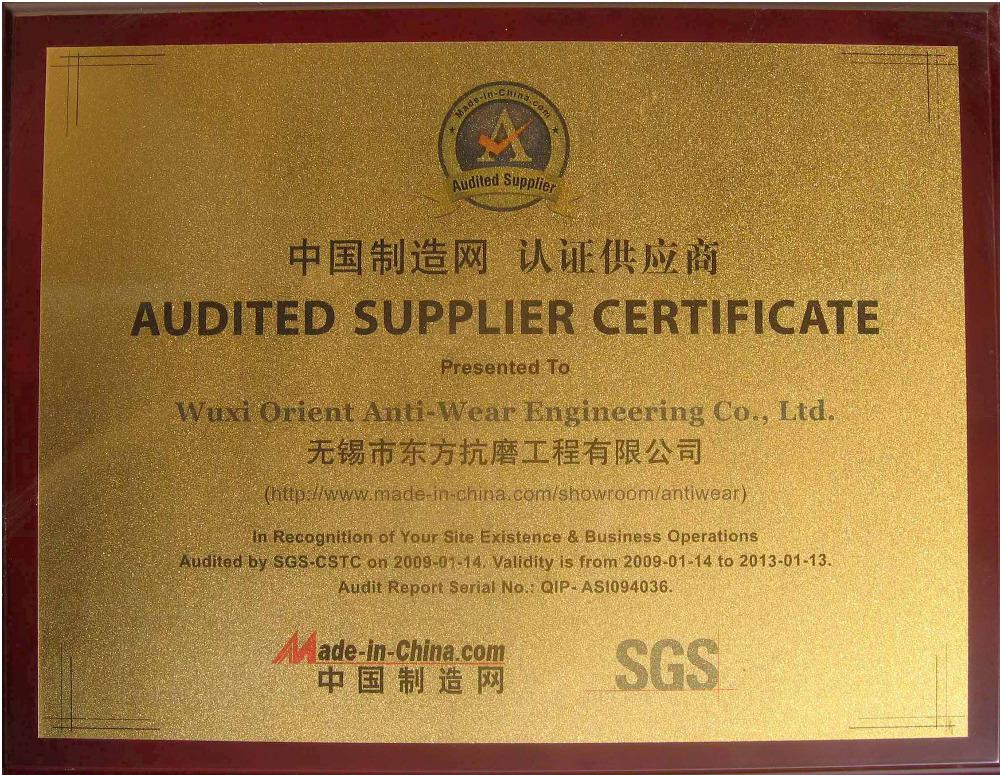 Made-in-China.com
A
Audited Supplier
中国制造网 认证供应商
AUDITED SUPPLIER CERTIFICATE
Presented To
Wuxi Orient Anti-Wear Engineering Co., Ltd.
无锡市东方抗磨工程有限公司
(http://www.made-in-china.com/showroom/antiwear)
In Recognition of Your Site Existence & Business Operations
Audited by SGS-CSTC on 2009-01-14. Validity is from 2009-01-14 to 2013-01-13.
Audit Report Serial No.: QIP- ASI094036.
Made-in-China.com
中国制造网
SGS